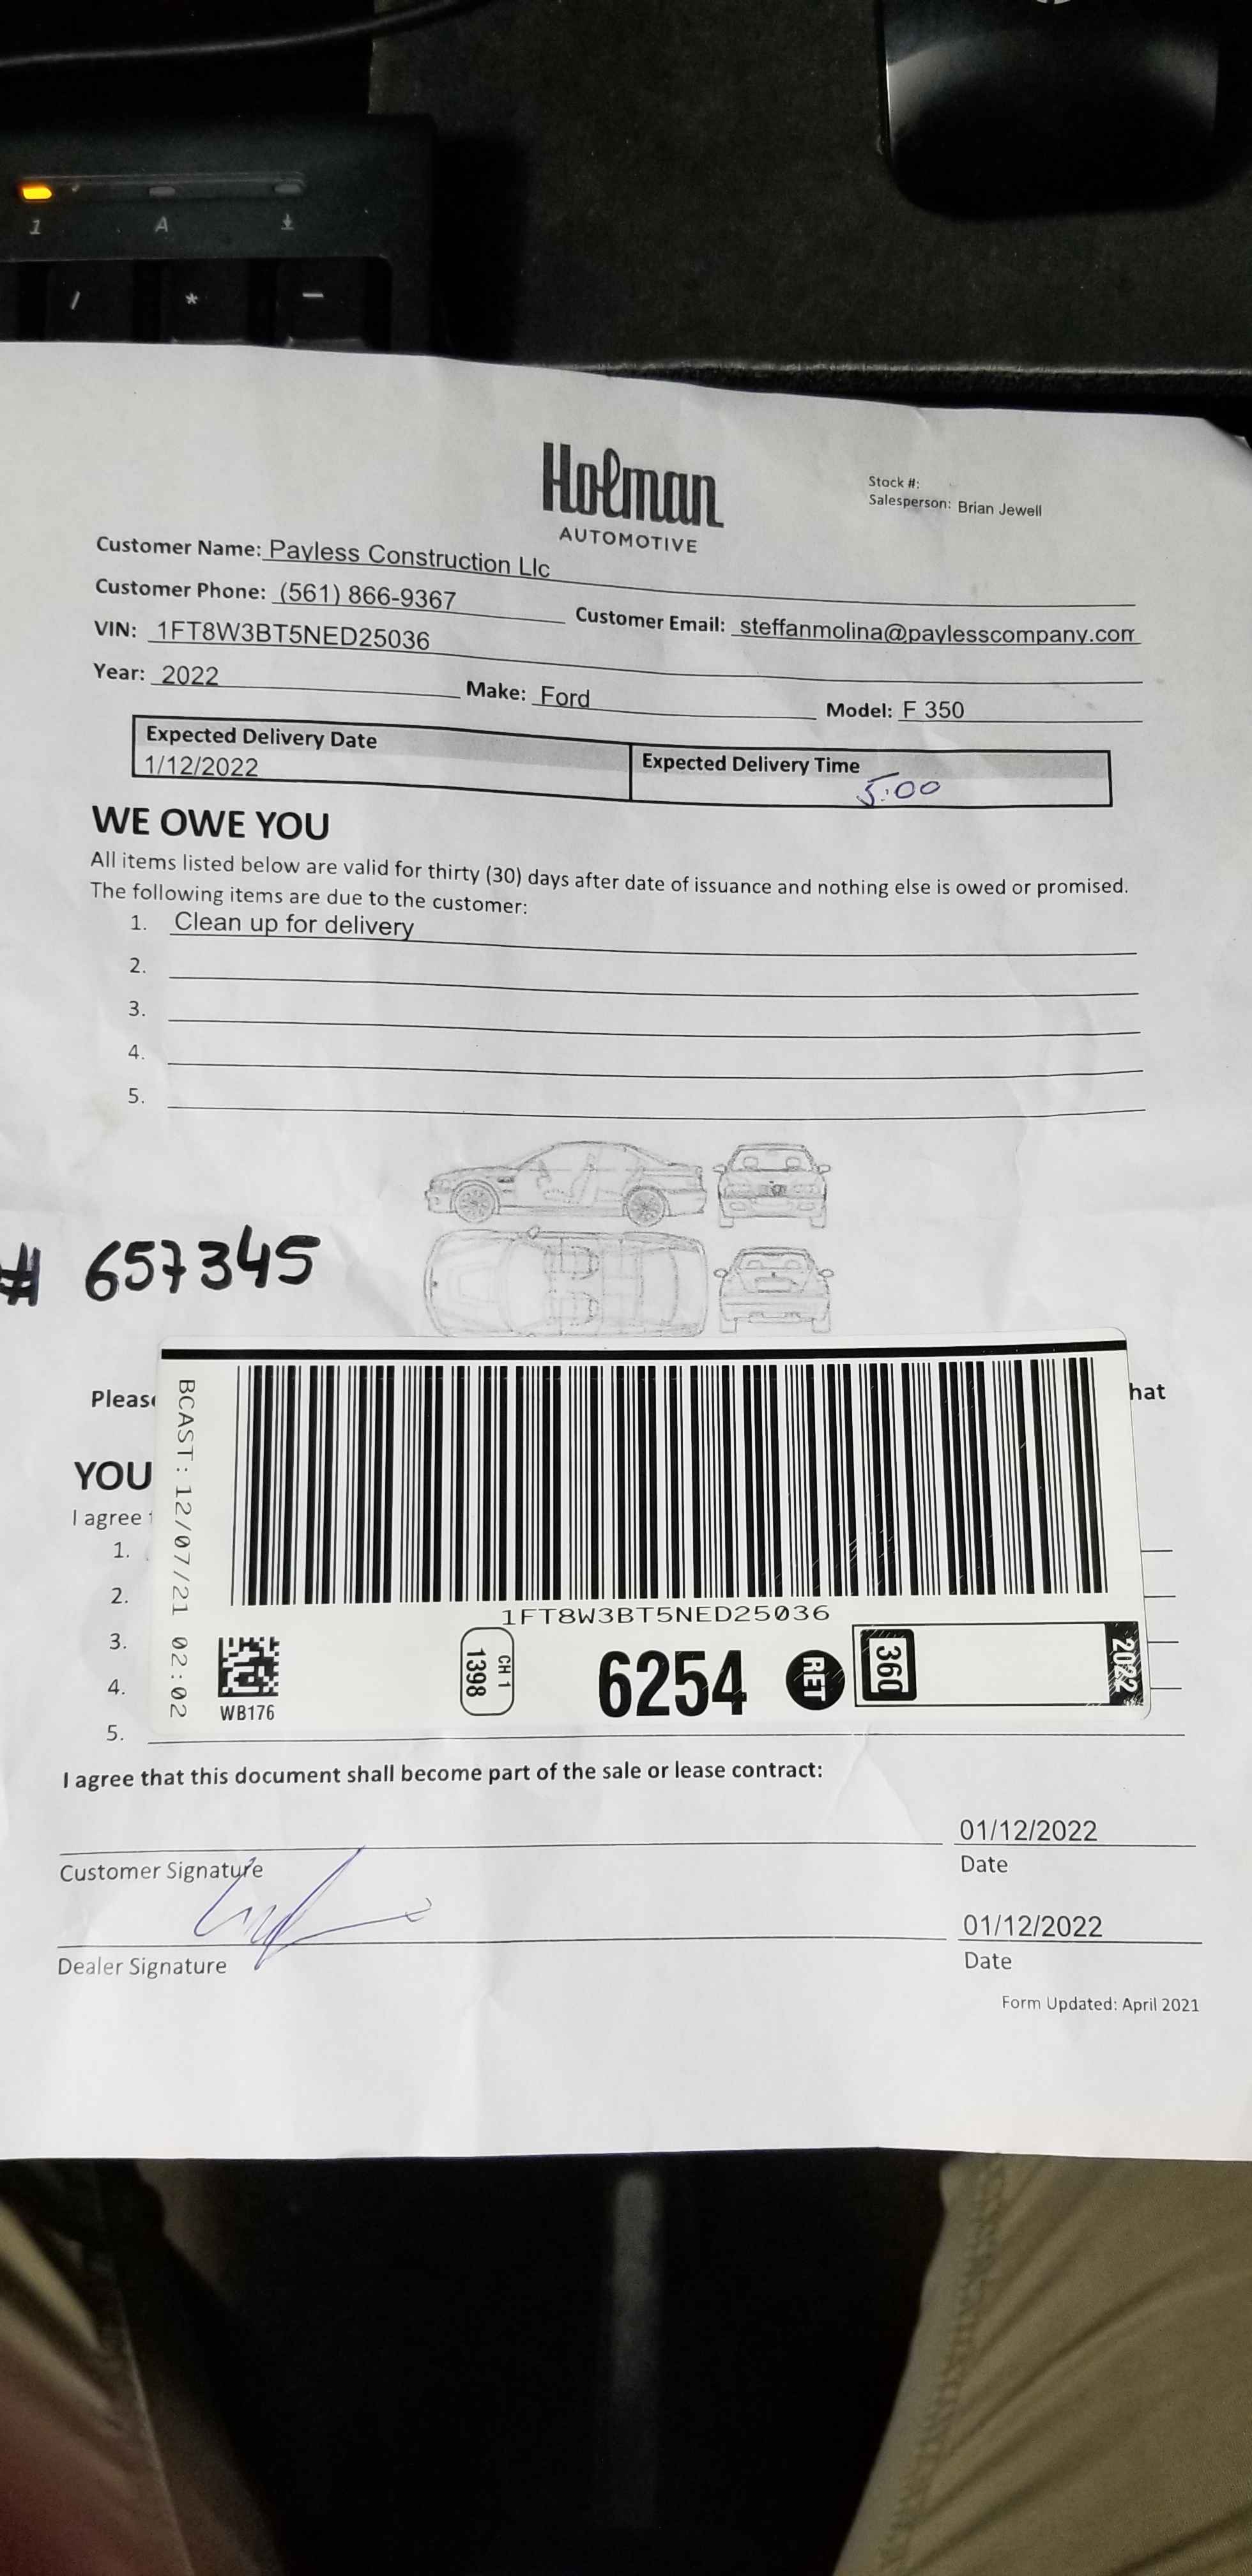 1 A
/ * -
Holman
AUTOMOTIVE
Stock #:
Salesperson: Brian Jewell
Customer Name: Payless Construction Llc
Customer Phone: (561) 866-9367
Customer Email: steffanmolina@paylesscompany.com
VIN: 1FT8W3BT5NED25036
Year: 2022 Make: Ford Model: F 350
Expected Delivery Date
1/12/2022
Expected Delivery Time
5:00
WE OWE YOU
All items listed below are valid for thirty (30) days after date of issuance and nothing else is owed or promised.
The following items are due to the customer:
1. Clean up for delivery
2.
3.
4.
5.
# 657345
Please hat
YOU
I agree
1.
2.
3.
4.
5.
BCAST: 12/07/21 02:02
1FT8W3BT5NED25036
WB176
CH 1
1398
6254
RET
360
2022
I agree that this document shall become part of the sale or lease contract:
01/12/2022
Customer Signature Date
01/12/2022
Dealer Signature Date
Form Updated: April 2021